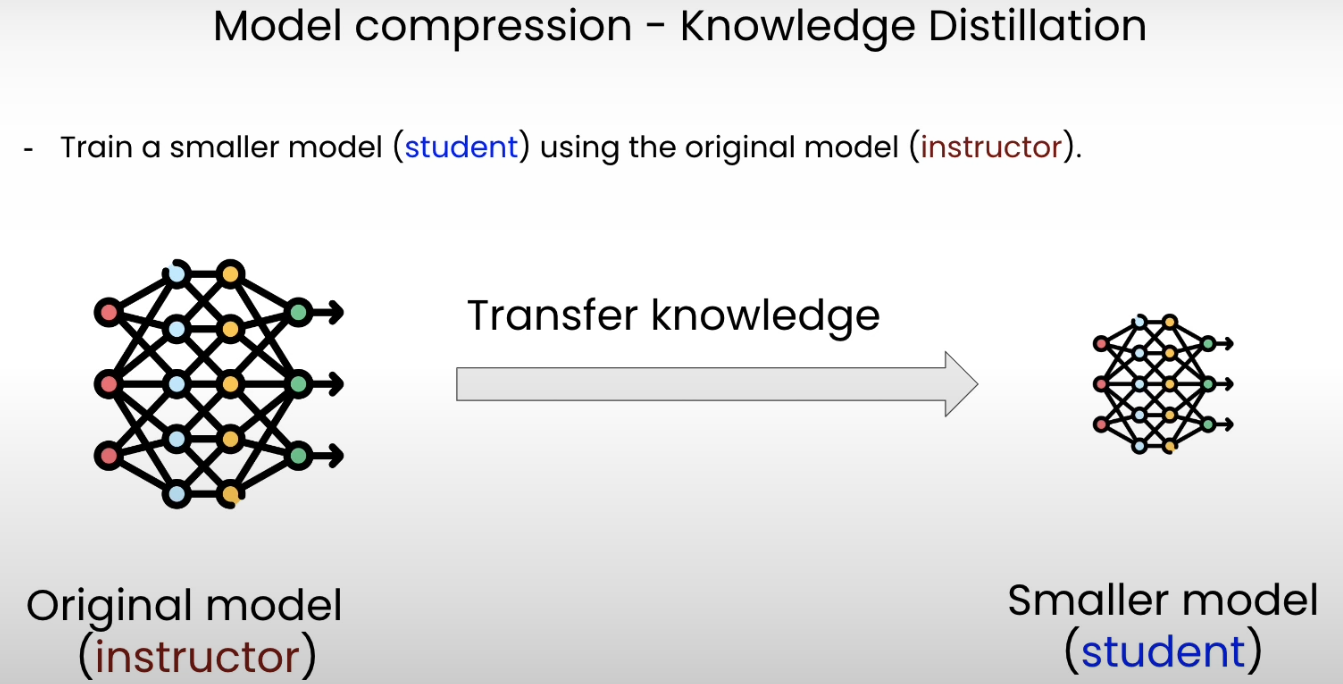 Model compression - Knowledge Distillation
- Train a smaller model (student) using the original model (instructor).
Transfer knowledge
Original model
(instructor)
Smaller model
(student)